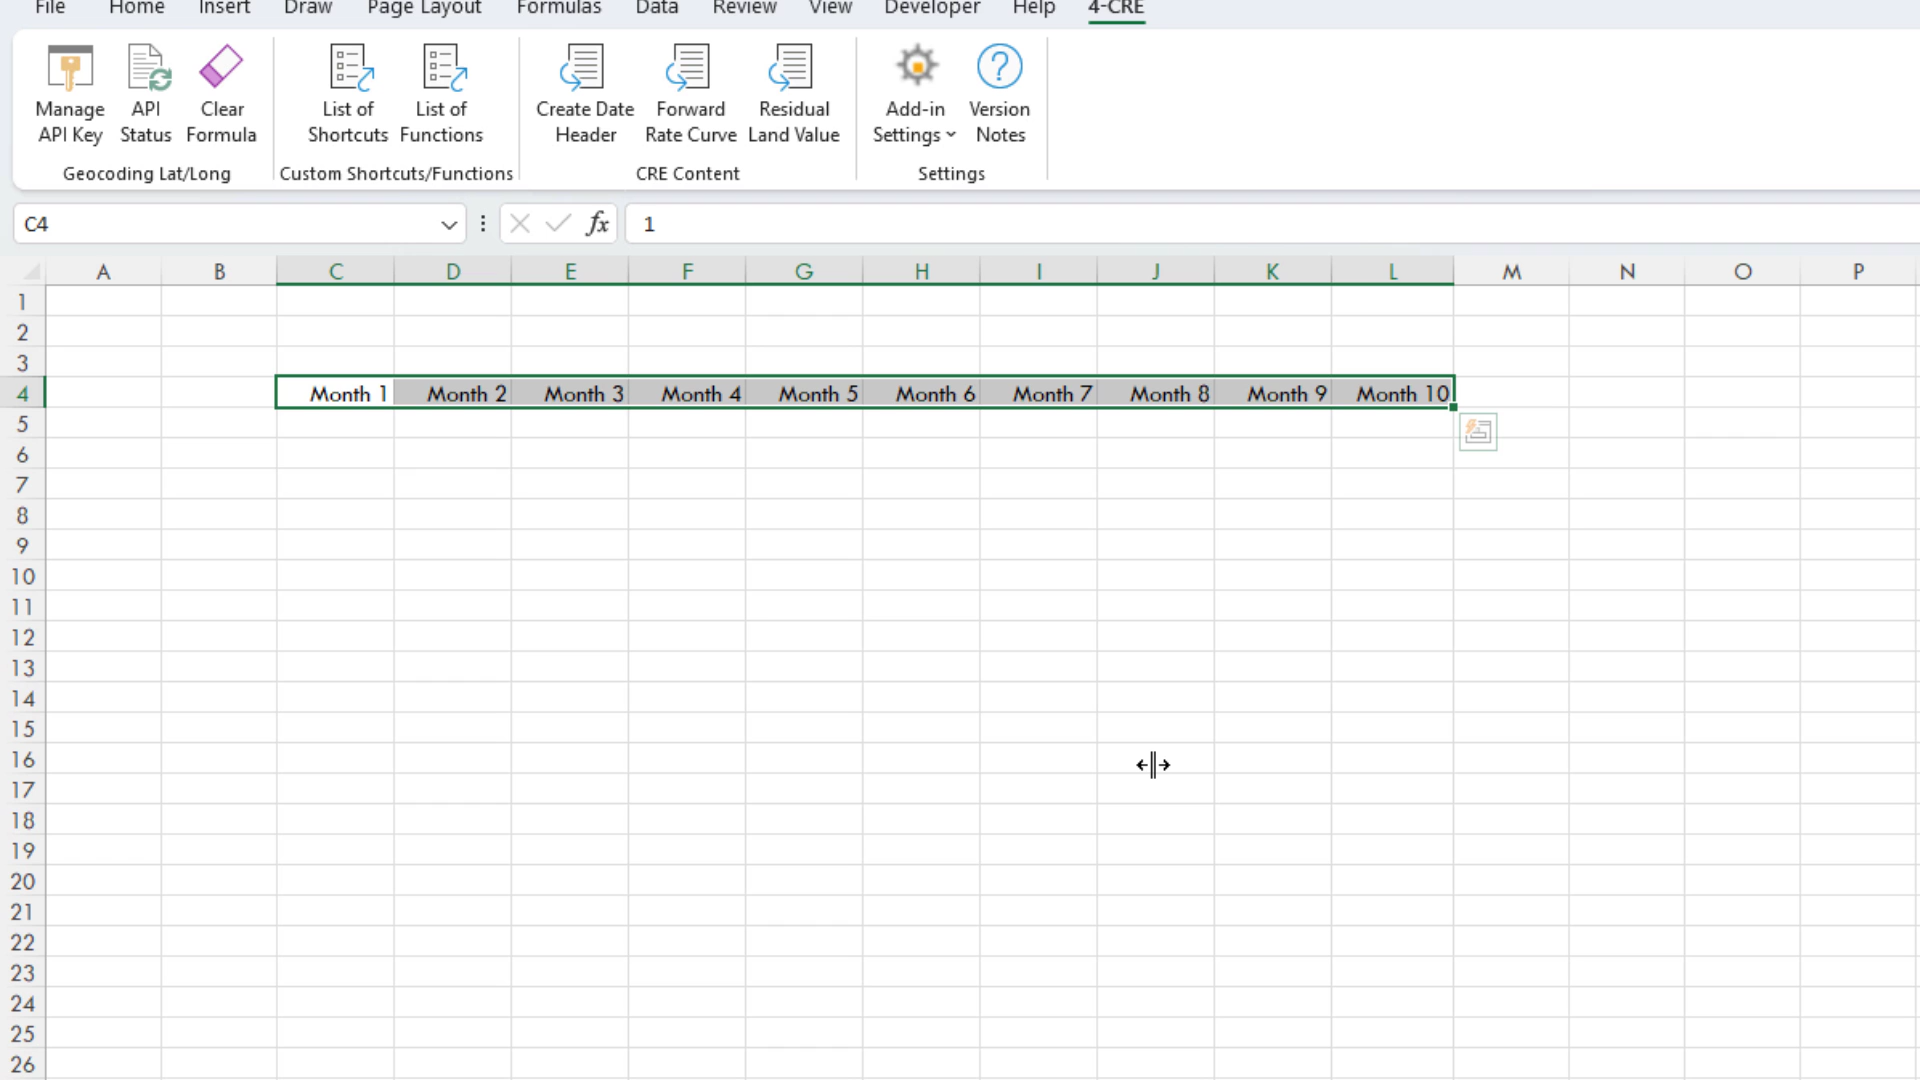 File Home Insert Draw Page Layout Formulas Data Review View Developer Help 4-CRE
Manage API Key
API Status
Clear Formula
List of Shortcuts
List of Functions
Create Date Header
Forward Rate Curve
Residual Land Value
Add-in Settings
Version Notes
Geocoding Lat/Long Custom Shortcuts/Functions CRE Content Settings
C4 fx 1
A B C D E F G H I J K L M N O P
1
2
3
4 Month 1 Month 2 Month 3 Month 4 Month 5 Month 6 Month 7 Month 8 Month 9 Month 10
5
6
7
8
9
10
11
12
13
14
15
16
17
18
19
20
21
22
23
24
25
26